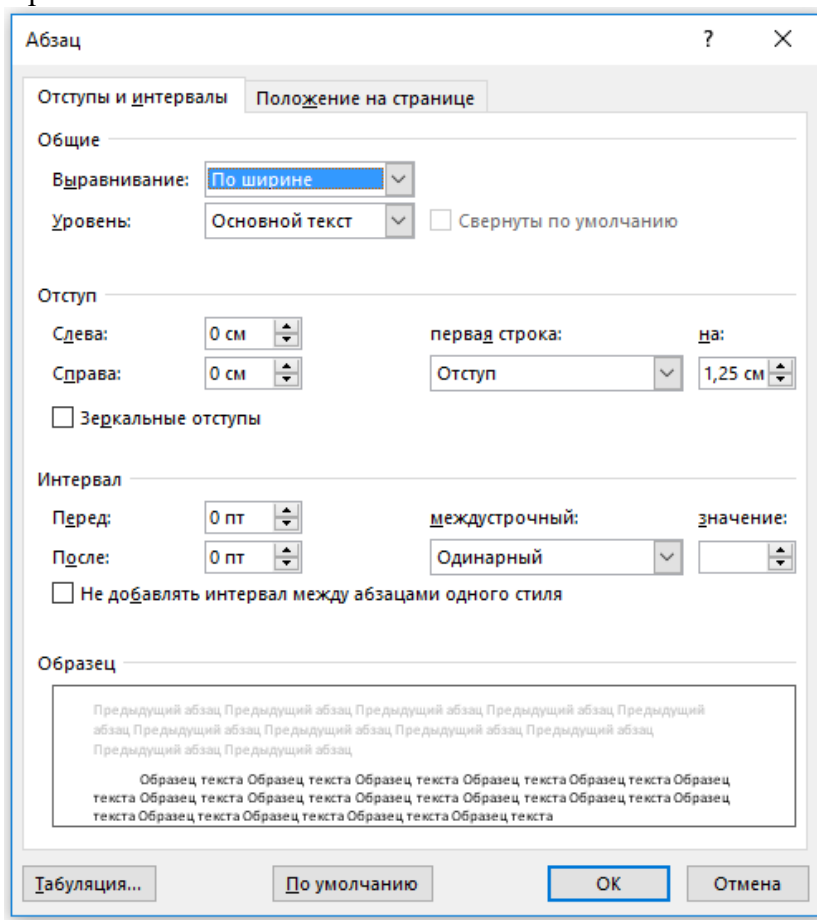 Абзац ?
Отступы и интервалы Положение на странице
Общие
Выравнивание: По ширине
Уровень: Основной текст Свернуты по умолчанию
Отступ
Слева: 0 см первая строка: на:
Справа: 0 см Отступ 1,25 см
Зеркальные отступы
Интервал
Перед: 0 пт междустрочный: значение:
После: 0 пт Одинарный
Не добавлять интервал между абзацами одного стиля
Образец
Предыдущий абзац Предыдущий абзац Предыдущий абзац Предыдущий абзац Предыдущий
абзац Предыдущий абзац Предыдущий абзац Предыдущий абзац Предыдущий абзац
Предыдущий абзац Предыдущий абзац
Образец текста Образец текста Образец текста Образец текста Образец текста Образец
текста Образец текста Образец текста Образец текста Образец текста Образец текста Образец
текста Образец текста Образец текста Образец текста Образец текста
Табуляция... По умолчанию ОК Отмена